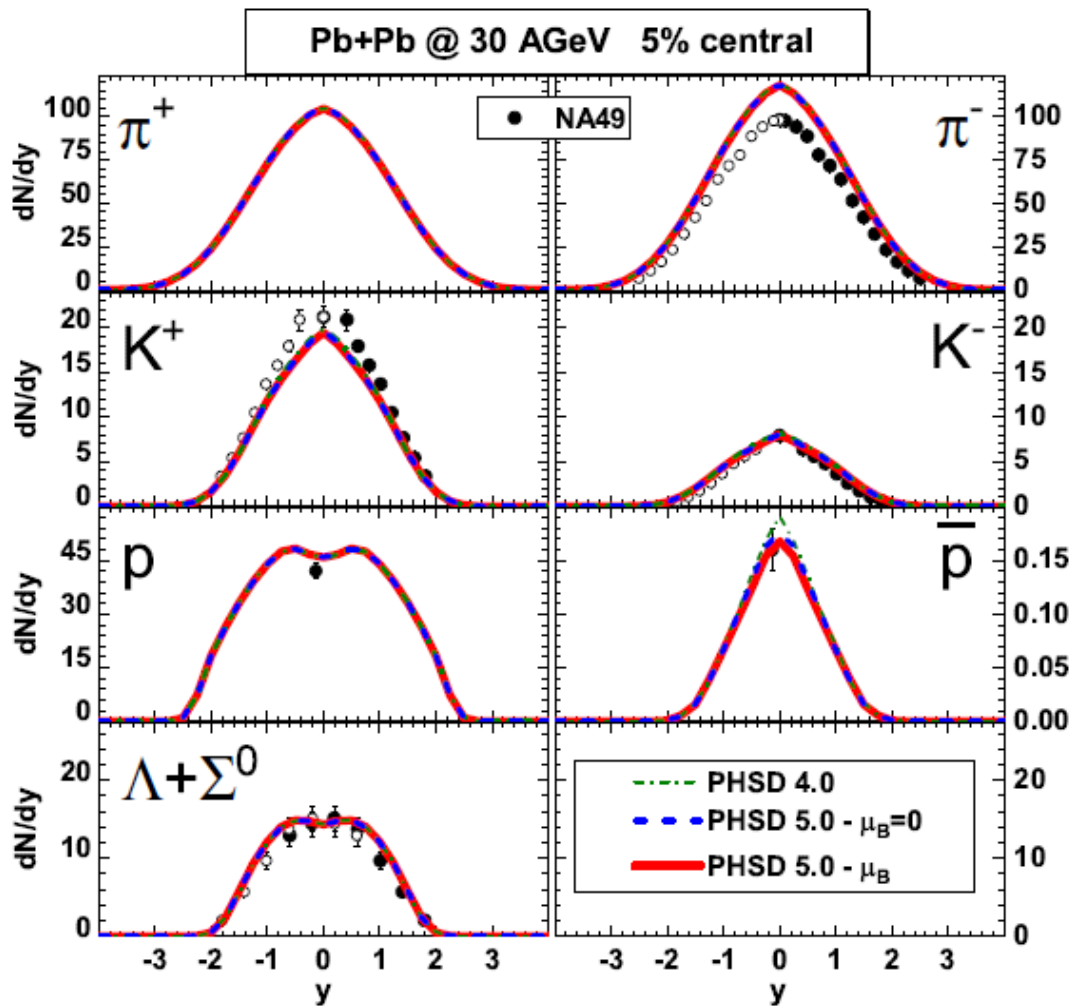 Pb+Pb @ 30 AGeV 5% central
π⁺
NA49
π⁻
dN/dy
100
75
50
25
0
100
75
50
25
0
K⁺
K⁻
dN/dy
20
15
10
5
0
20
15
10
5
0
p
p̅
dN/dy
45
30
15
0
0.15
0.10
0.05
0.00
Λ+Σ⁰
dN/dy
20
10
0
PHSD 4.0
PHSD 5.0 - μ_B=0
PHSD 5.0 - μ_B
20
10
0
-3 -2 -1 0 1 2 3
-3 -2 -1 0 1 2 3
y
y